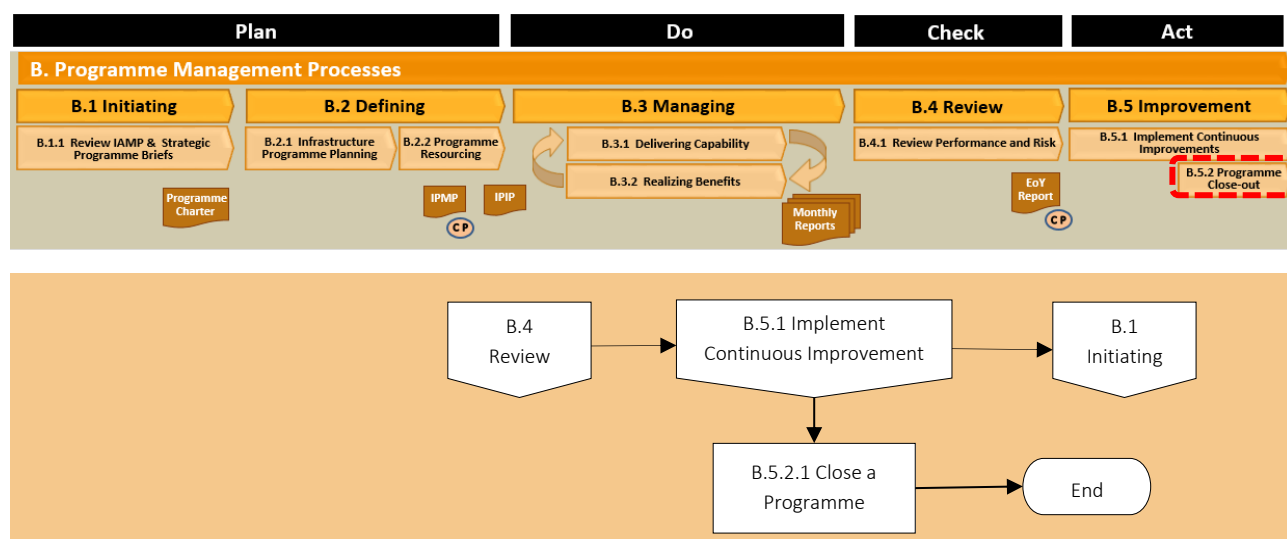 Plan
Do
Check
Act
B. Programme Management Processes
B.1 Initiating
B.2 Defining
B.3 Managing
B.4 Review
B.5 Improvement
B.1.1 Review IAMP & Strategic
Programme Briefs
B.2.1 Infrastructure
Programme Planning
B.2.2 Programme
Resourcing
B.3.1 Delivering Capability
B.3.2 Realizing Benefits
B.4.1 Review Performance and Risk
B.5.1 Implement Continuous
Improvements
B.5.2 Programme
Close-out
Programme
Charter
IPMP
CP
IPIP
Monthly
Reports
EoY
Report
CP
B.4
Review
B.5.1 Implement
Continuous Improvement
B.1
Initiating
B.5.2.1 Close a
Programme
End